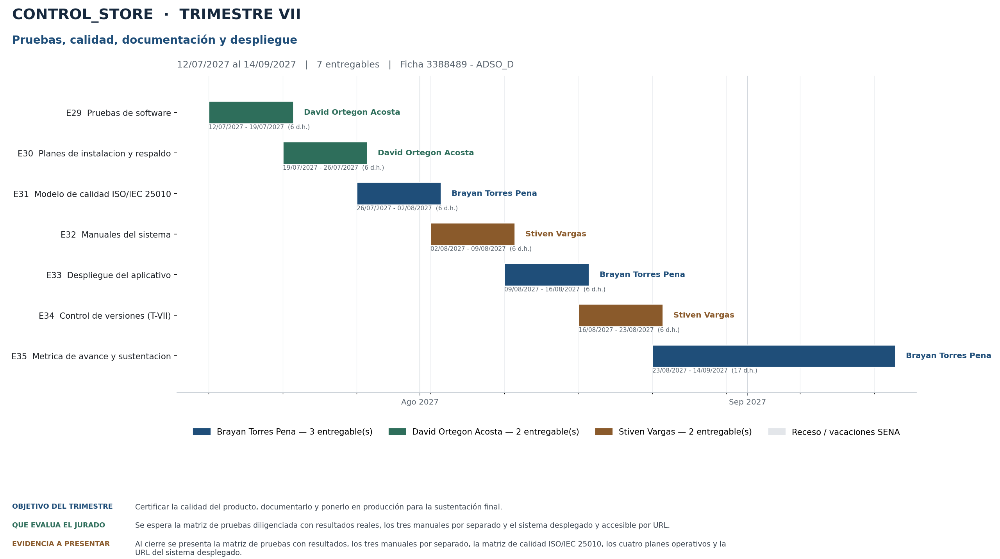 CONTROL_STORE · TRIMESTRE VII
Pruebas, calidad, documentación y despliegue
12/07/2027 al 14/09/2027 | 7 entregables | Ficha 3388489 - ADSO_D
E29 Pruebas de software
David Ortegon Acosta
12/07/2027 - 19/07/2027 (6 d.h.)
E30 Planes de instalacion y respaldo
David Ortegon Acosta
19/07/2027 - 26/07/2027 (6 d.h.)
E31 Modelo de calidad ISO/IEC 25010
Brayan Torres Pena
26/07/2027 - 02/08/2027 (6 d.h.)
E32 Manuales del sistema
Stiven Vargas
02/08/2027 - 09/08/2027 (6 d.h.)
E33 Despliegue del aplicativo
Brayan Torres Pena
09/08/2027 - 16/08/2027 (6 d.h.)
E34 Control de versiones (T-VII)
Stiven Vargas
16/08/2027 - 23/08/2027 (6 d.h.)
E35 Metrica de avance y sustentacion
Brayan Torres Pena
23/08/2027 - 14/09/2027 (17 d.h.)
Ago 2027 Sep 2027
Brayan Torres Pena — 3 entregable(s) David Ortegon Acosta — 2 entregable(s) Stiven Vargas — 2 entregable(s) Receso / vacaciones SENA
OBJETIVO DEL TRIMESTRE Certificar la calidad del producto, documentarlo y ponerlo en producción para la sustentación final.
QUE EVALUA EL JURADO Se espera la matriz de pruebas diligenciada con resultados reales, los tres manuales por separado y el sistema desplegado y accesible por URL.
EVIDENCIA A PRESENTAR Al cierre se presenta la matriz de pruebas con resultados, los tres manuales por separado, la matriz de calidad ISO/IEC 25010, los cuatro planes operativos y la
URL del sistema desplegado.